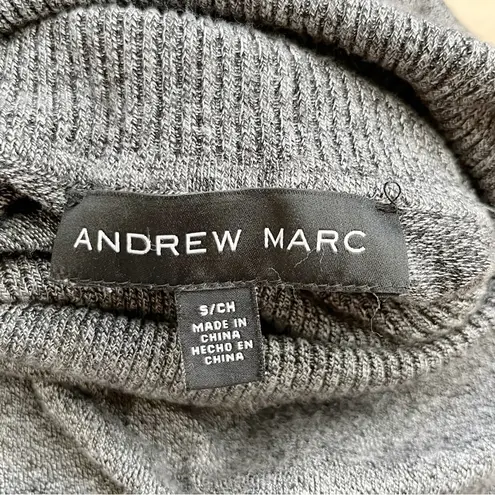 ANDREW MARC
S/CH
MADE IN
CHINA
HECHO EN
CHINA